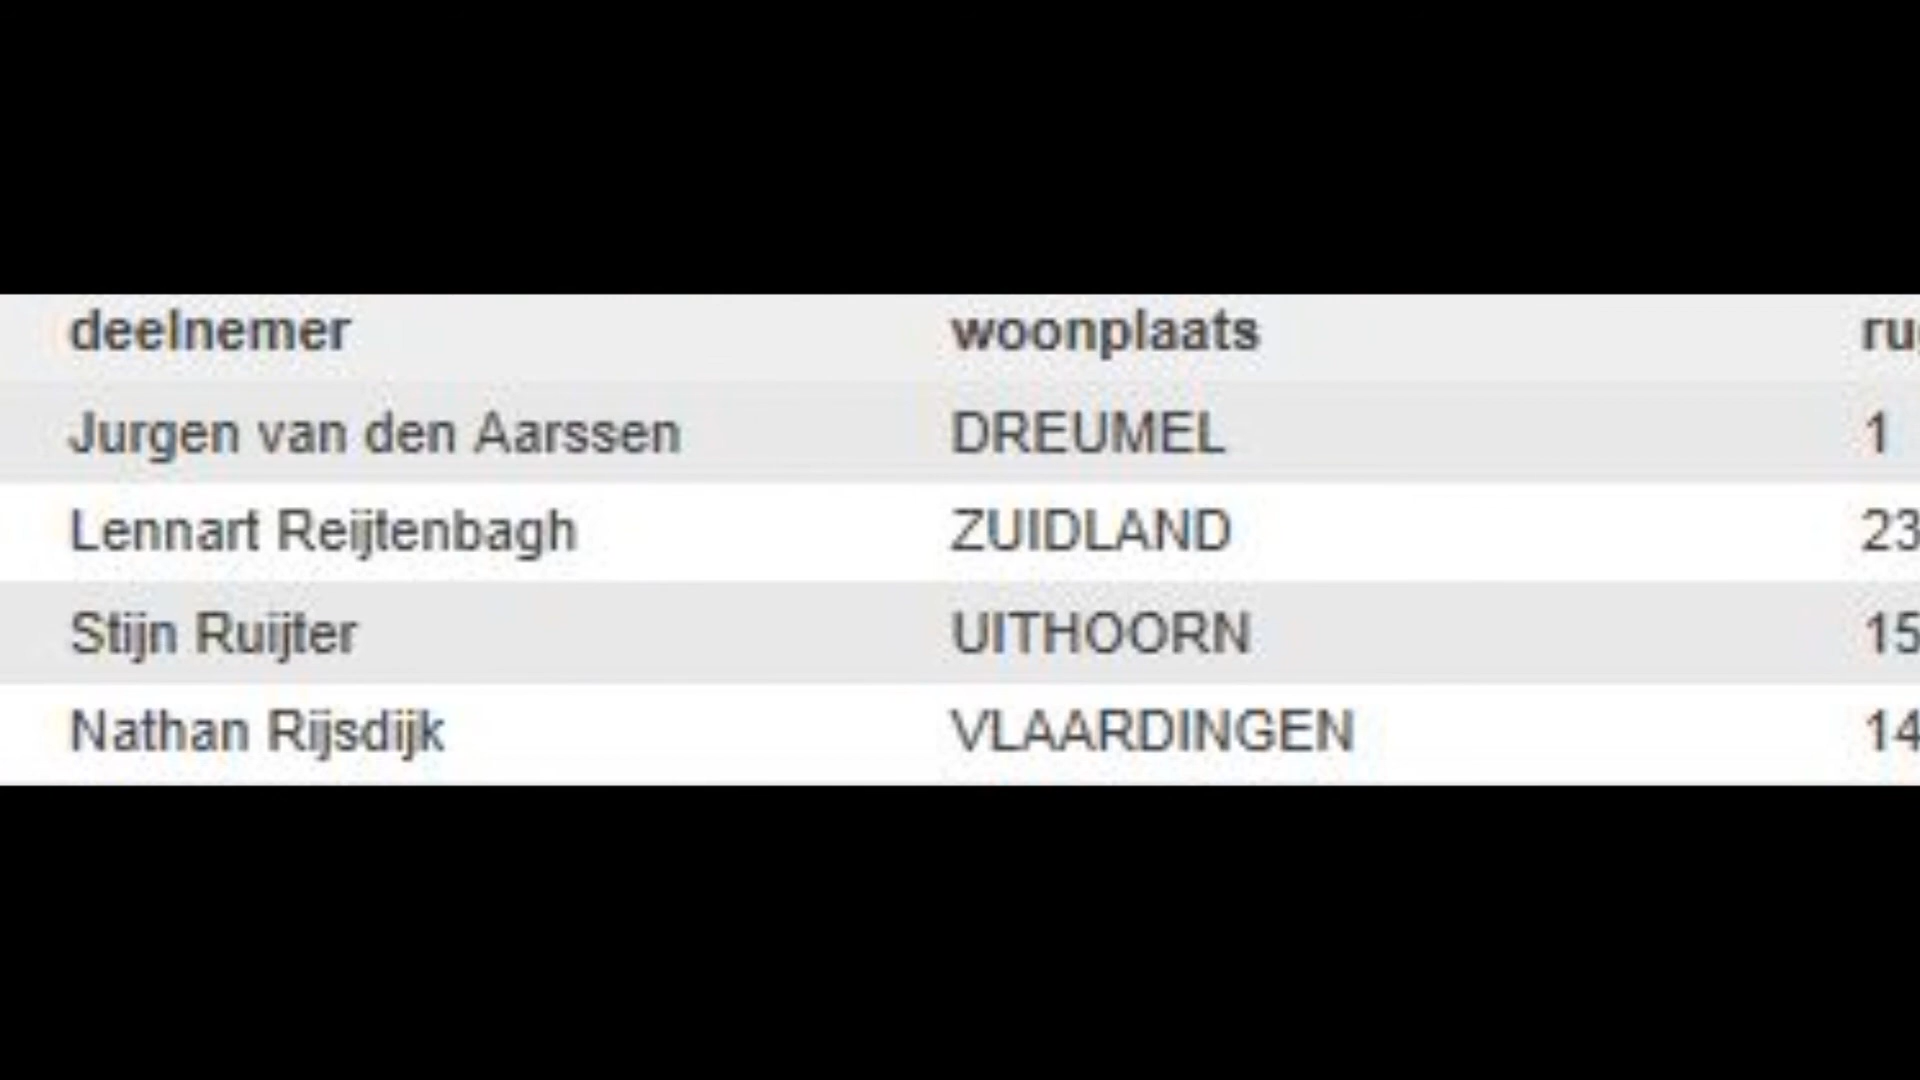 deelnemer woonplaats
Jurgen van den Aarssen DREUMEL 1
Lennart Reijtenbagh ZUIDLAND 23
Stijn Ruijter UITHOORN 15
Nathan Rijsdijk VLAARDINGEN 14